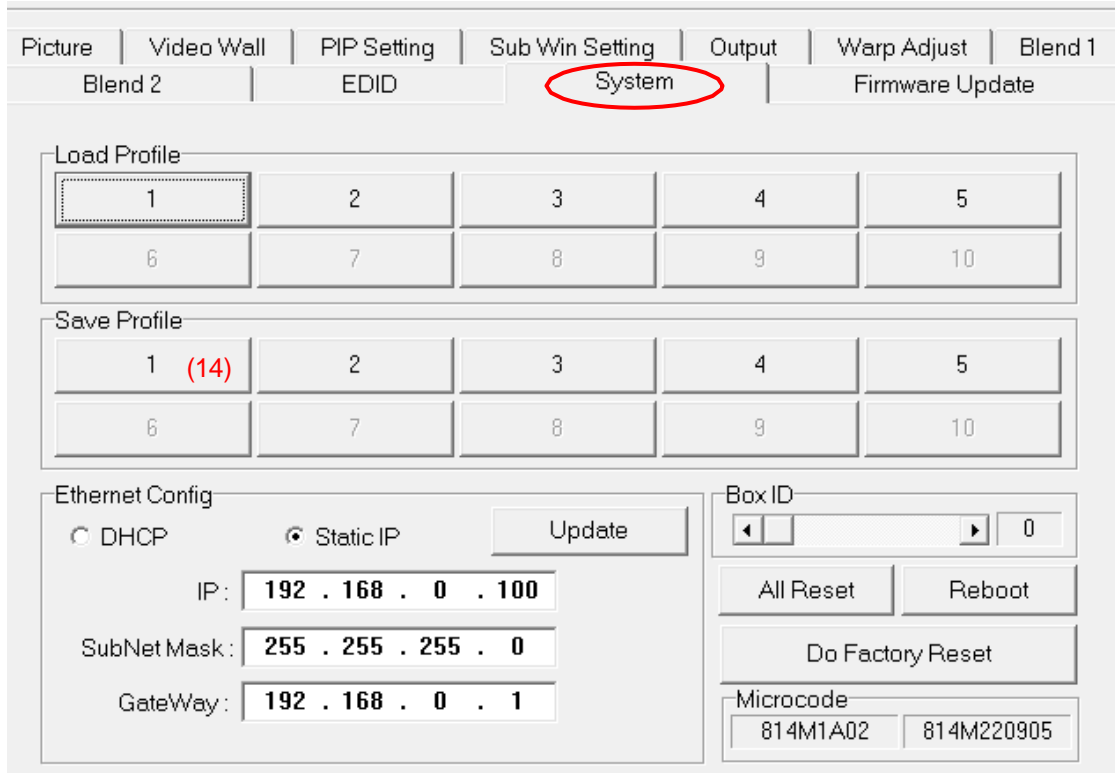 Picture Video Wall PIP Setting Sub Win Setting Output Warp Adjust Blend 1
Blend 2 EDID System Firmware Update
Load Profile
1 2 3 4 5
6 7 8 9 10
Save Profile
1 (14) 2 3 4 5
6 7 8 9 10
Ethernet Config
DHCP Static IP Update
IP : 192 . 168 . 0 . 100
SubNet Mask : 255 . 255 . 255 . 0
GateWay : 192 . 168 . 0 . 1
Box ID
0
All Reset Reboot
Do Factory Reset
Microcode
814M1A02 814M220905